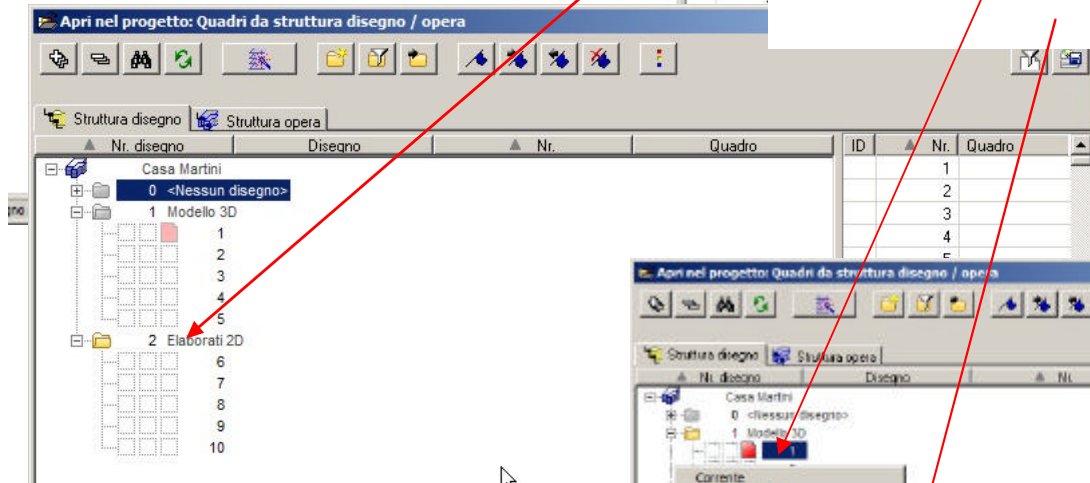 Apri nel progetto: Quadri da struttura disegno / opera
Struttura disegno Struttura opera
Nr. disegno Disegno Nr. Quadro ID Nr. Quadro
Casa Martini
0 <Nessun disegno>
1 Modello 3D
1
2
3
4
5
2 Elaborati 2D
6
7
8
9
10
1
2
3
4
Apri nel progetto: Quadri da struttura disegno / opera
Struttura disegno Struttura opera
Nr. disegno Disegno Nr.
Casa Martini
0 <Nessun disegno>
1 Modello 3D
1
Corrente